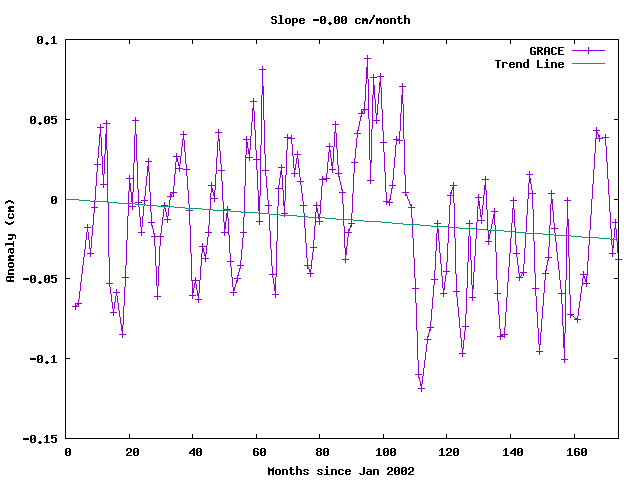 Slope -0.00 cm/month
GRACE
Trend Line
0.1
0.05
0
-0.05
-0.1
-0.15
Anomaly (cm)
0 20 40 60 80 100 120 140 160
Months since Jan 2002